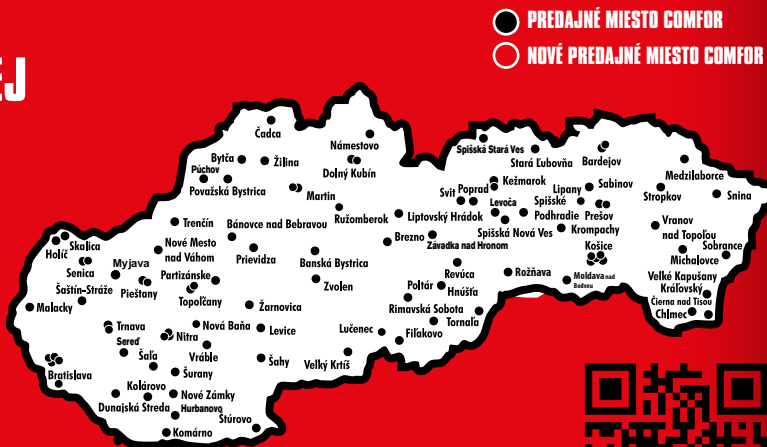 PREDAJNÉ MIESTO COMFOR
NOVÉ PREDAJNÉ MIESTO COMFOR
EJ
Čadca
Námestovo
Bytča
Žilina
Dolný Kubín
Púchov
Považská Bystrica
Martin
Ružomberok
Spišská Stará Ves
Stará Ľubovňa
Bardejov
Medzilaborce
Kežmarok
Svit
Poprad
Lipany
Sabinov
Stropkov
Snina
Levoča
Spišské
Podhradie
Prešov
Liptovský Hrádok
Spišská Nová Ves
Krompachy
Vranov
nad Topľou
Trenčín
Bánovce nad Bebravou
Brezno
Závadka nad Hronom
Košice
Sobrance
Michalovce
Skalica
Holíč
Senica
Myjava
Nové Mesto
nad Váhom
Prievidza
Banská Bystrica
Zvolen
Revúca
Rožňava
Moldava nad
Bodvou
Veľké Kapušany
Kráľovský
Čierna nad Tisou
Chlmec
Šaštín-Stráže
Pieštany
Partizánske
Topoľčany
Poltár
Hnúšťa
Malacky
Žarnovica
Rimavská Sobota
Tornaľa
Trnava
Nová Baňa
Levice
Lučenec
Fiľakovo
Sereď
Nitra
Vráble
Šaľa
Šurany
Šahy
Veľký Krtíš
Bratislava
Kolárovo
Nové Zámky
Dunajská Streda
Hurbanovo
Štúrovo
Komárno